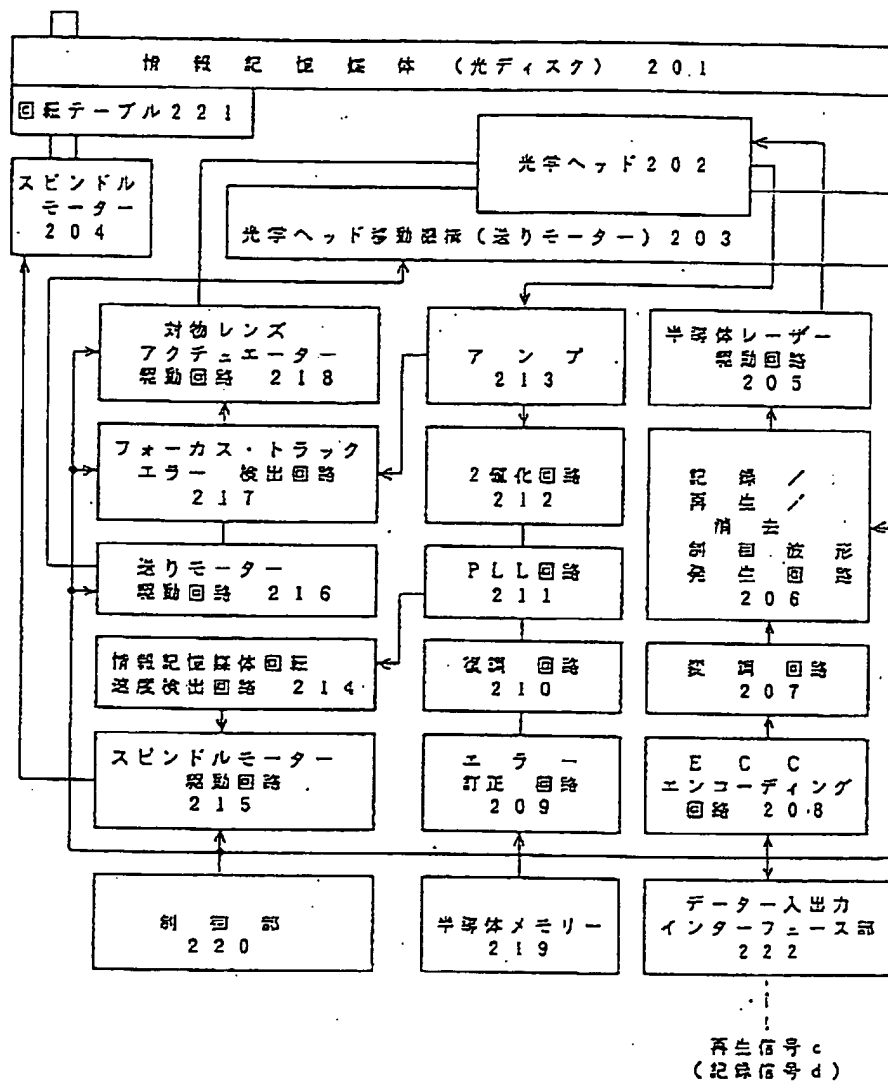 情報記憶媒体（光ディスク）２０１
回転テーブル２２１
スピンドル
モーター
２０４
光学ヘッド２０２
光学ヘッド移動機構（送りモーター）２０３
対物レンズ
アクチュエーター
駆動回路 ２１８
アンプ
２１３
半導体レーザー
駆動回路
２０５
フォーカス・トラック
エラー 検出回路
２１７
２値化回路
２１２
記録／
再生／
消去
制御波形
発生回路
２０６
送りモーター
駆動回路 ２１６
ＰＬＬ回路
２１１
情報記憶媒体回転
速度検出回路 ２１４
復調 回路
２１０
変調 回路
２０７
スピンドルモーター
駆動回路
２１５
エラー
訂正 回路
２０９
ＥＣＣ
エンコーディング
回路 ２０８
制御部
２２０
半導体メモリー
２１９
データー入出力
インターフェース部
２２２
再生信号ｃ
（記録信号ｄ）